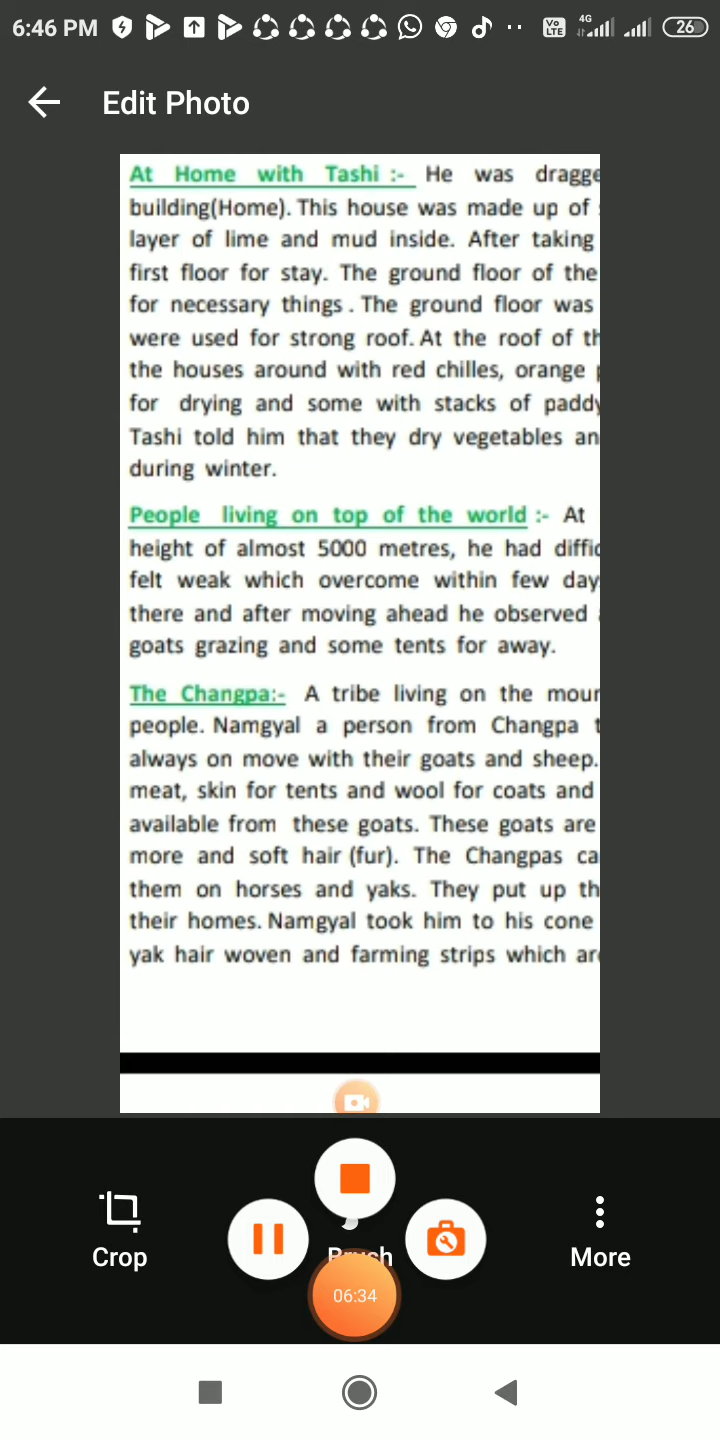 6:46 PM VoLTE 4G 26
Edit Photo
At Home with Tashi :- He was dragge
building(Home). This house was made up of
layer of lime and mud inside. After taking
first floor for stay. The ground floor of the
for necessary things. The ground floor was
were used for strong roof. At the roof of th
the houses around with red chilles, orange
for drying and some with stacks of paddy
Tashi told him that they dry vegetables an
during winter.
People living on top of the world :- At
height of almost 5000 metres, he had diffic
felt weak which overcome within few day
there and after moving ahead he observed
goats grazing and some tents for away.
The Changpa:- A tribe living on the moun
people. Namgyal a person from Changpa t
always on move with their goats and sheep.
meat, skin for tents and wool for coats and
available from these goats. These goats are
more and soft hair (fur). The Changpas ca
them on horses and yaks. They put up th
their homes. Namgyal took him to his cone
yak hair woven and farming strips which are
Crop
Brush
More
06:34